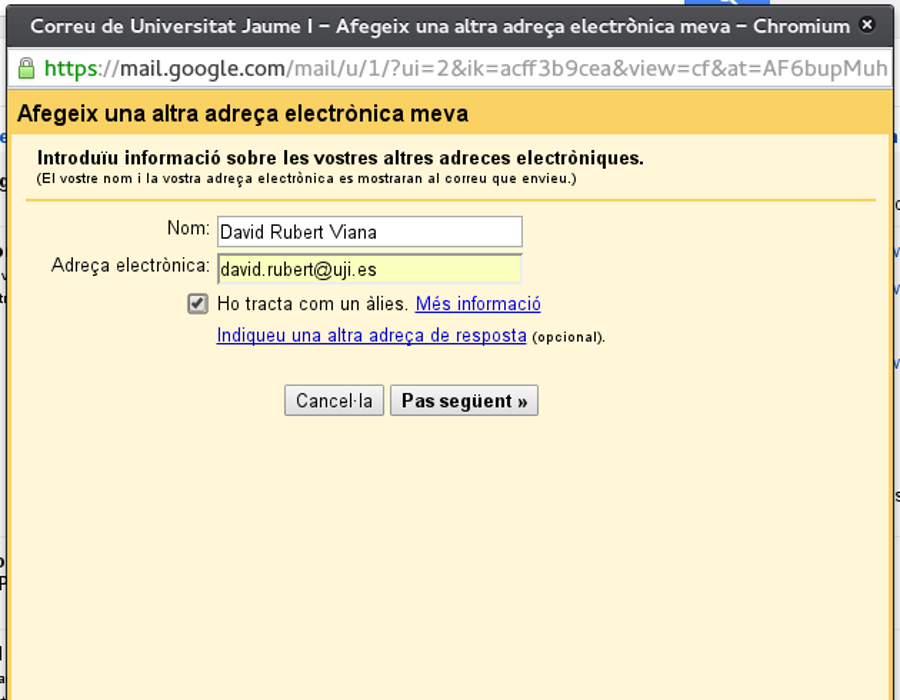 Correu de Universitat Jaume I – Afegeix una altra adreça electrònica meva – Chromium
https://mail.google.com/mail/u/1/?ui=2&ik=acff3b9cea&view=cf&at=AF6bupMuh
Afegeix una altra adreça electrònica meva
Introduïu informació sobre les vostres altres adreces electròniques.
(El vostre nom i la vostra adreça electrònica es mostraran al correu que envieu.)
Nom: David Rubert Viana
Adreça electrònica: david.rubert@uji.es
Ho tracta com un àlies. Més informació
Indiqueu una altra adreça de resposta (opcional).
Cancel·la Pas següent »